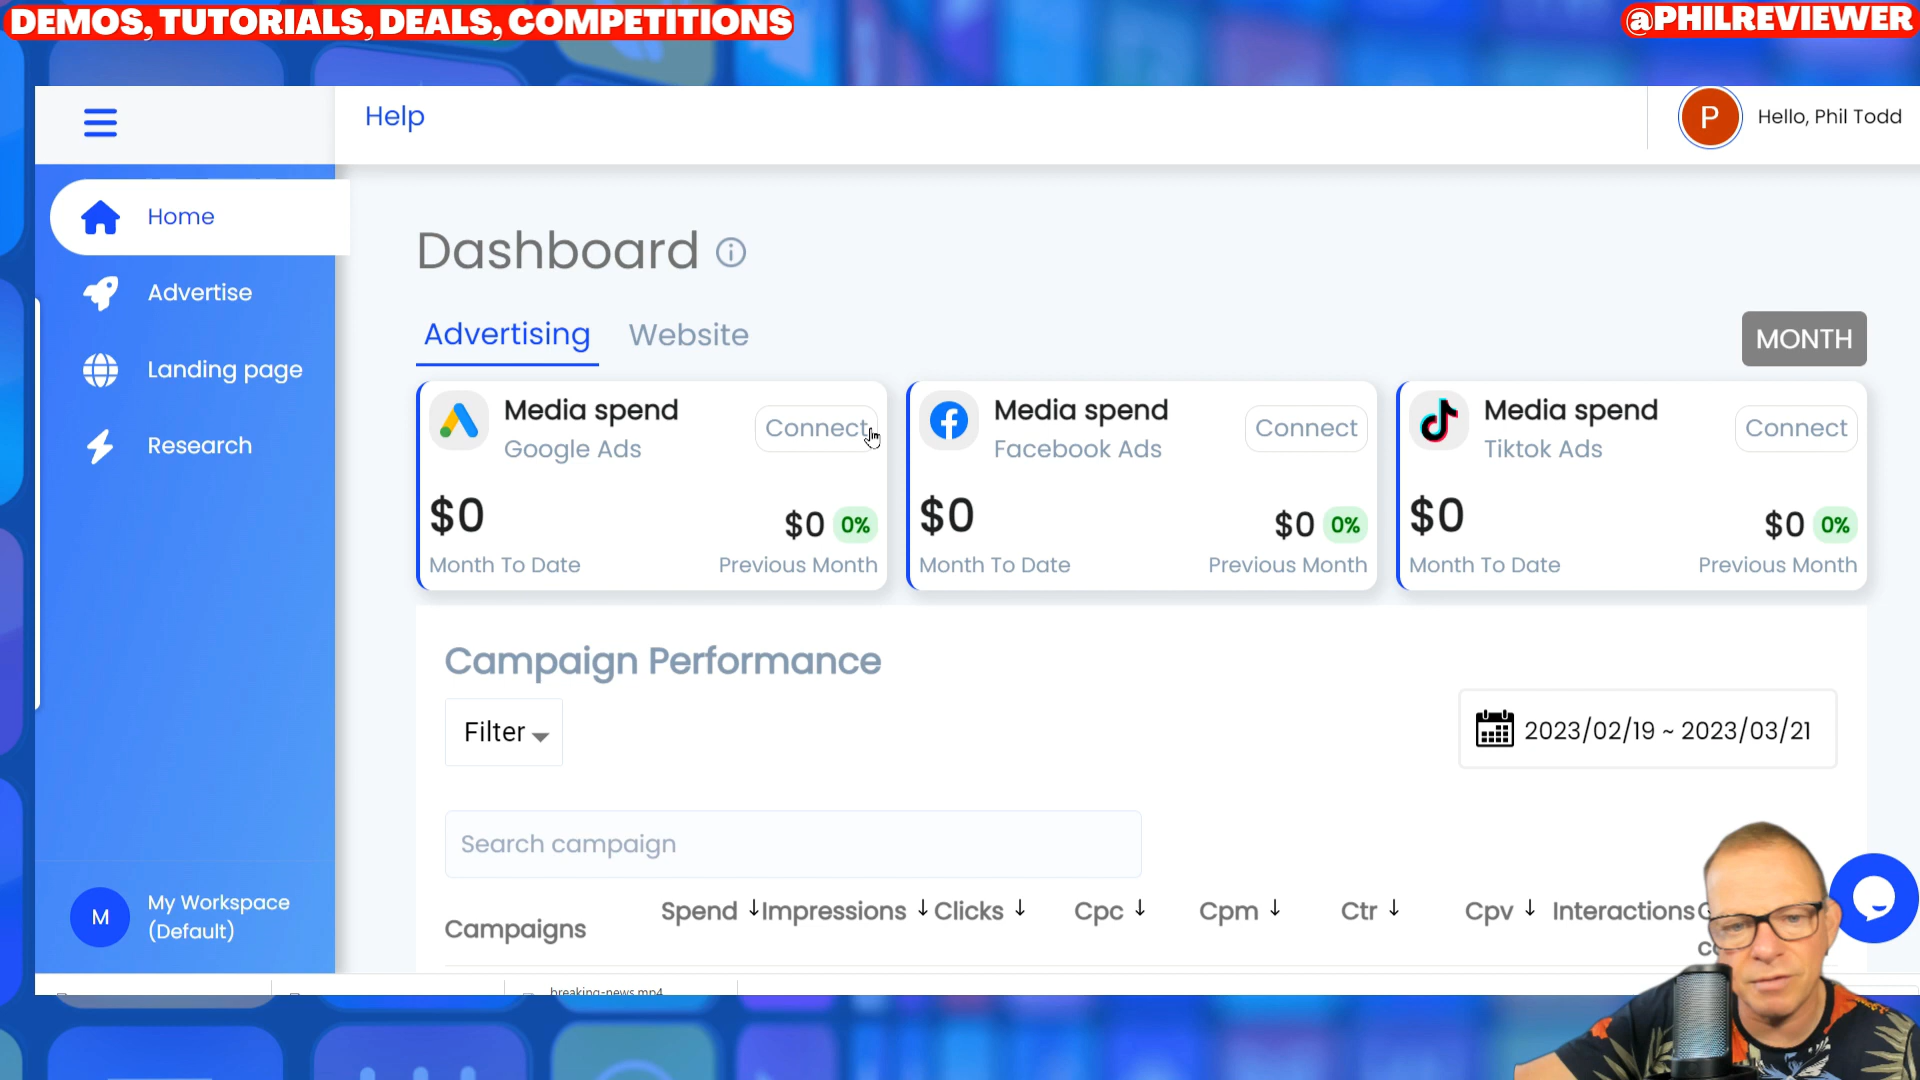 DEMOS, TUTORIALS, DEALS, COMPETITIONS
@PHILREVIEWER
Help
P
Hello, Phil Todd
Home
Advertise
Landing page
Research
M
My Workspace
(Default)
Dashboard
Advertising
Website
MONTH
Media spend
Google Ads
Connect
$0
$0 0%
Month To Date
Previous Month
Media spend
Facebook Ads
Connect
$0
$0 0%
Month To Date
Previous Month
Media spend
Tiktok Ads
Connect
$0
$0 0%
Month To Date
Previous Month
Campaign Performance
Filter
2023/02/19 ~ 2023/03/21
Search campaign
Campaigns
Spend
Impressions
Clicks
Cpc
Cpm
Ctr
Cpv
Interactions
breaking-news.mp4